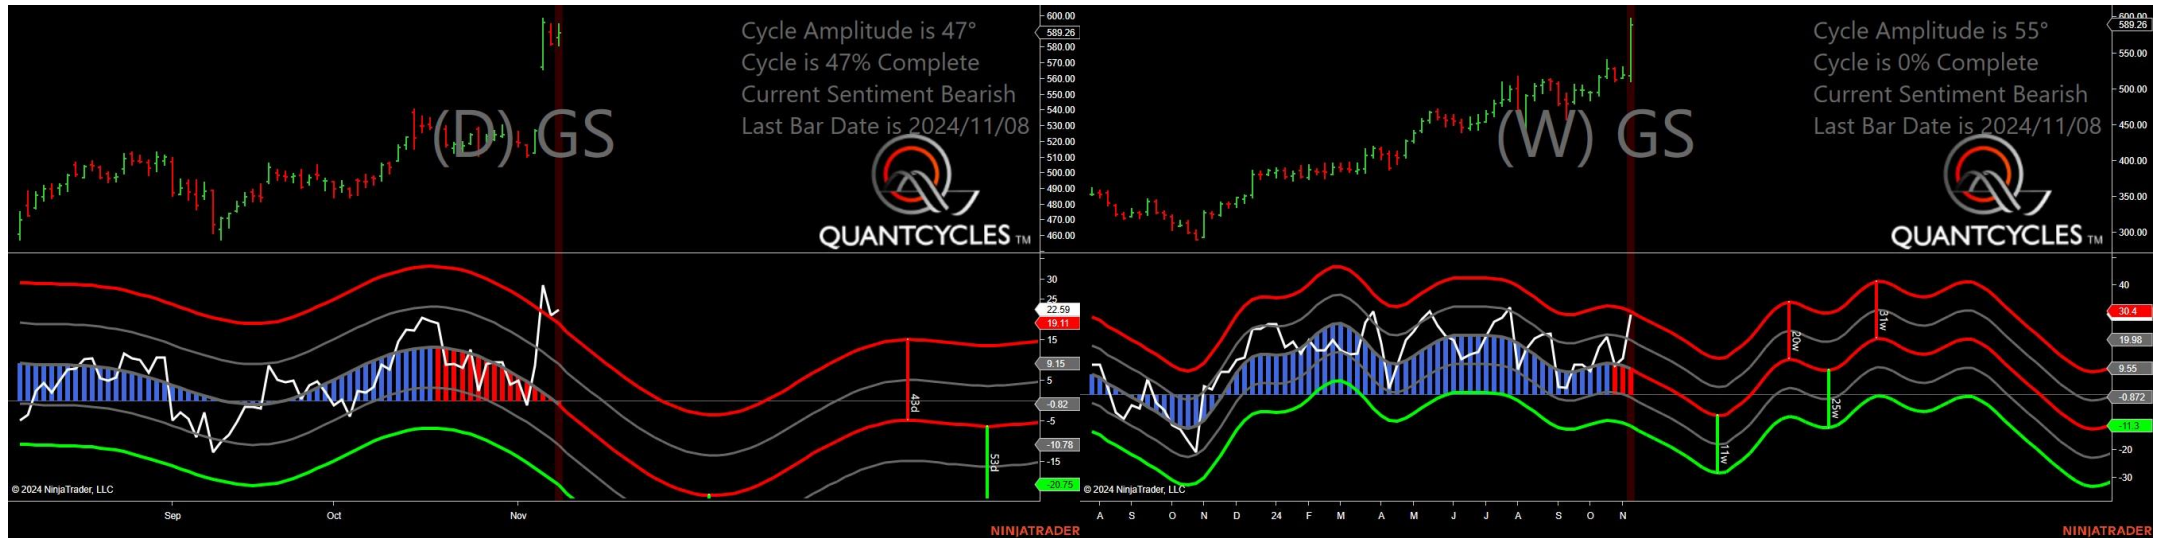 Cycle Amplitude is 47°
Cycle is 47% Complete
Current Sentiment Bearish
Last Bar Date is 2024/11/08
(D) GS
QUANTCYCLES TM
600.00
589.26
580.00
570.00
560.00
550.00
540.00
530.00
520.00
510.00
500.00
490.00
480.00
470.00
460.00
30
25
22.59
19.11
15
9.15
5
-0.82
-5
-10.78
-15
-20.75
43d
53d
© 2024 NinjaTrader, LLC
Sep Oct Nov
NINJATRADER
Cycle Amplitude is 55°
Cycle is 0% Complete
Current Sentiment Bearish
Last Bar Date is 2024/11/08
(W) GS
QUANTCYCLES TM
600.00
589.26
550.00
500.00
450.00
400.00
350.00
300.00
40
30.4
19.98
9.55
-0.872
-11.3
-20
-30
11w
20w
25w
31w
© 2024 NinjaTrader, LLC
A S O N D 24 F M A M J J A S O N
NINJATRADER